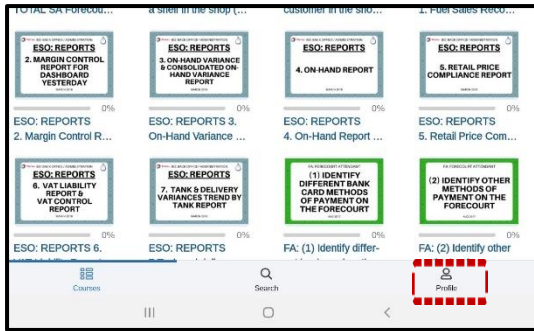 TOTAL SA Forecou...
a shell in the shop (...
customer in the sho...
1. Fuel Sales Reco...
ESO: REPORTS
2. MARGIN CONTROL
REPORT FOR
DASHBOARD
YESTERDAY
ESO: REPORTS
3. ON-HAND VARIANCE
& CONSOLIDATED ON-
HAND VARIANCE
REPORT
ESO: REPORTS
4. ON-HAND REPORT
ESO: REPORTS
5. RETAIL PRICE
COMPLIANCE REPORT
0%
0%
0%
0%
ESO: REPORTS
2. Margin Control R...
ESO: REPORTS 3.
On-Hand Variance ...
ESO: REPORTS
4. On-Hand Report ...
ESO: REPORTS
5. Retail Price Com...
ESO: REPORTS
6. VAT LIABILITY
REPORT &
VAT CONTROL
REPORT
ESO: REPORTS
7. TANK & DELIVERY
VARIANCES TREND BY
TANK REPORT
FA: FORECOURT ATTENDANT
(1) IDENTIFY
DIFFERENT BANK
CARD METHODS
OF PAYMENT ON
THE FORECOURT
FA: FORECOURT ATTENDANT
(2) IDENTIFY OTHER
METHODS OF
PAYMENT ON THE
FORECOURT
0%
0%
0%
0%
ESO: REPORTS 6.
ESO: REPORTS
FA: (1) Identify differ-
FA: (2) Identify other
Courses
Search
Profile